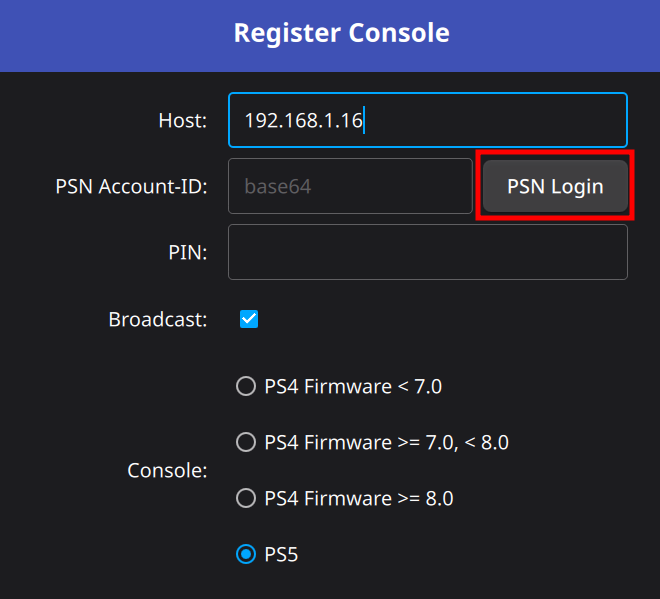 Register Console
Host: 192.168.1.16
PSN Account-ID: base64 PSN Login
PIN:
Broadcast:
PS4 Firmware < 7.0
PS4 Firmware >= 7.0, < 8.0
Console:
PS4 Firmware >= 8.0
PS5